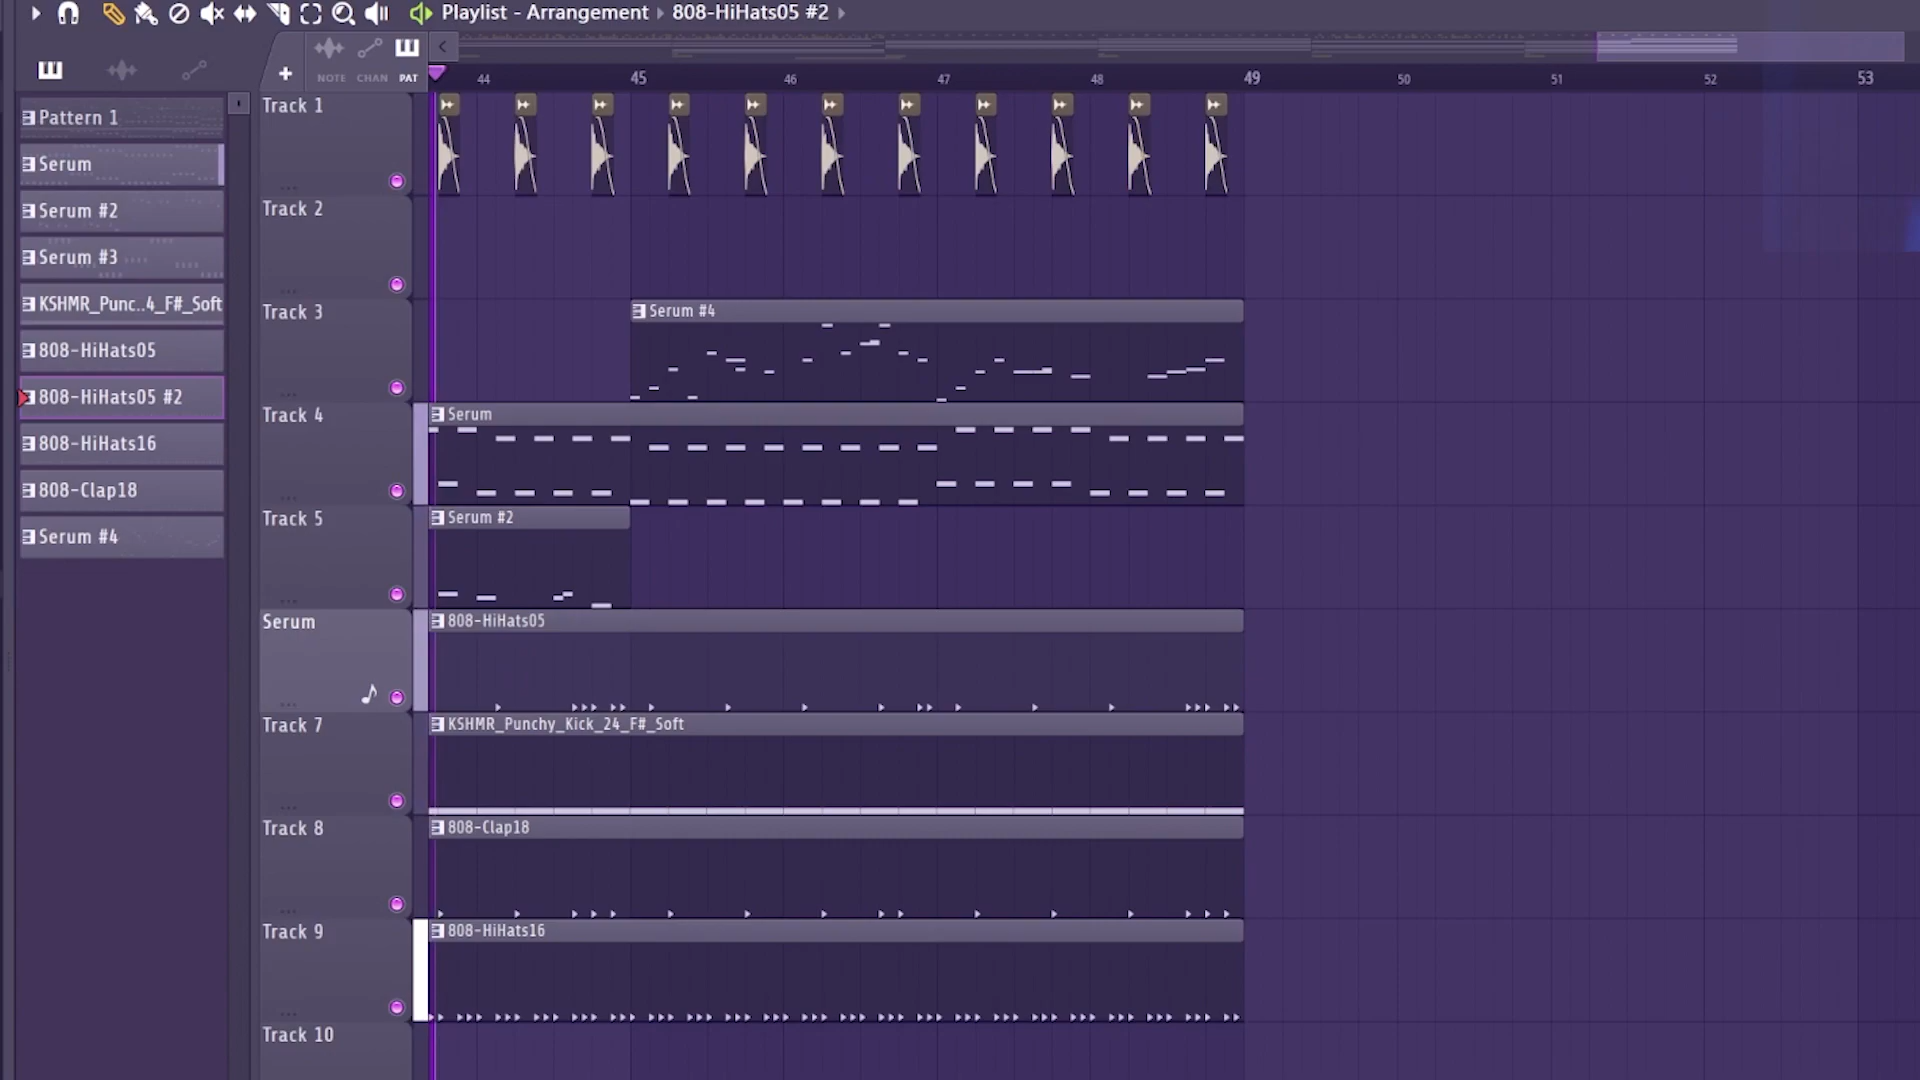 Playlist - Arrangement ▸ 808-HiHats05 #2 ▸
NOTE CHAN PAT
44 45 46 47 48 49 50 51 52 53
Pattern 1
Serum
Serum #2
Serum #3
KSHMR_Punc..4_F#_Soft
808-HiHats05
808-HiHats05 #2
808-HiHats16
808-Clap18
Serum #4
Track 1
Track 2
Track 3
Serum #4
Track 4
Serum
Track 5
Serum #2
Serum
808-HiHats05
Track 7
KSHMR_Punchy_Kick_24_F#_Soft
Track 8
808-Clap18
Track 9
808-HiHats16
Track 10